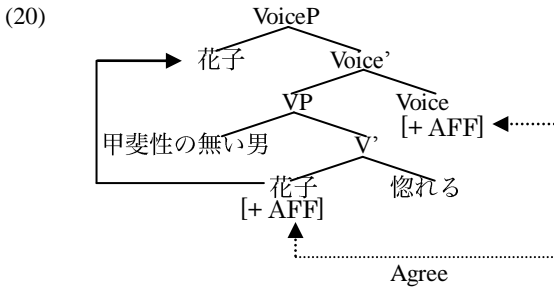 (20)
VoiceP
花子 Voice’
VP Voice
[+ AFF]
甲斐性の無い男 V’
花子 惚れる
[+ AFF]
Agree